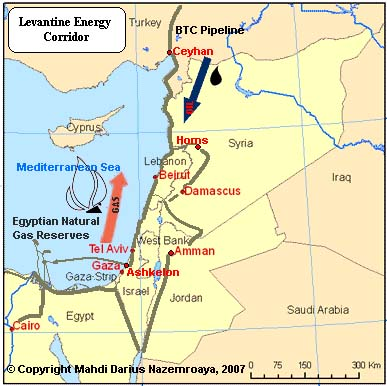 Levantine Energy
Corridor
Turkey
BTC Pipeline
Ceyhan
OIL
Cyprus
Homs
Syria
Lebanon
Mediterranean Sea
Beirut
Iraq
Damascus
GAS
Egyptian Natural
Gas Reserves
Tel Aviv
West Bank
Amman
Gaza
Gaza-Strip
Ashkelon
Israel
Jordan
Egypt
Saudi Arabia
Cairo
© Copyright Mahdi Darius Nazemroaya, 2007
0 150 300 Km